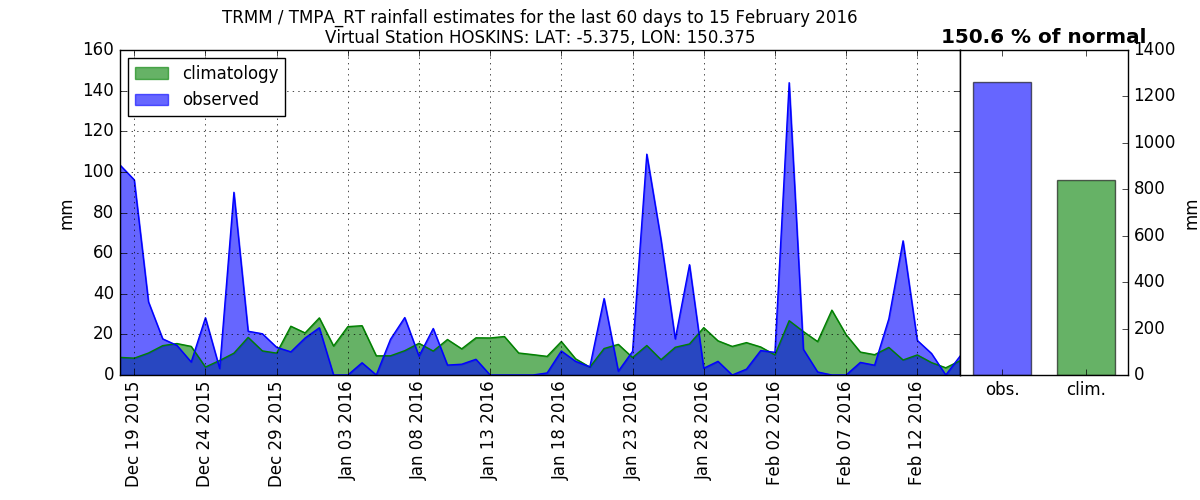 TRMM / TMPA_RT rainfall estimates for the last 60 days to 15 February 2016
Virtual Station HOSKINS: LAT: -5.375, LON: 150.375
150.6 % of normal
climatology
observed
160
140
120
100
80
60
40
20
0
mm
Dec 19 2015
Dec 24 2015
Dec 29 2015
Jan 03 2016
Jan 08 2016
Jan 13 2016
Jan 18 2016
Jan 23 2016
Jan 28 2016
Feb 02 2016
Feb 07 2016
Feb 12 2016
obs.
clim.
1400
1200
1000
800
600
400
200
0
mm